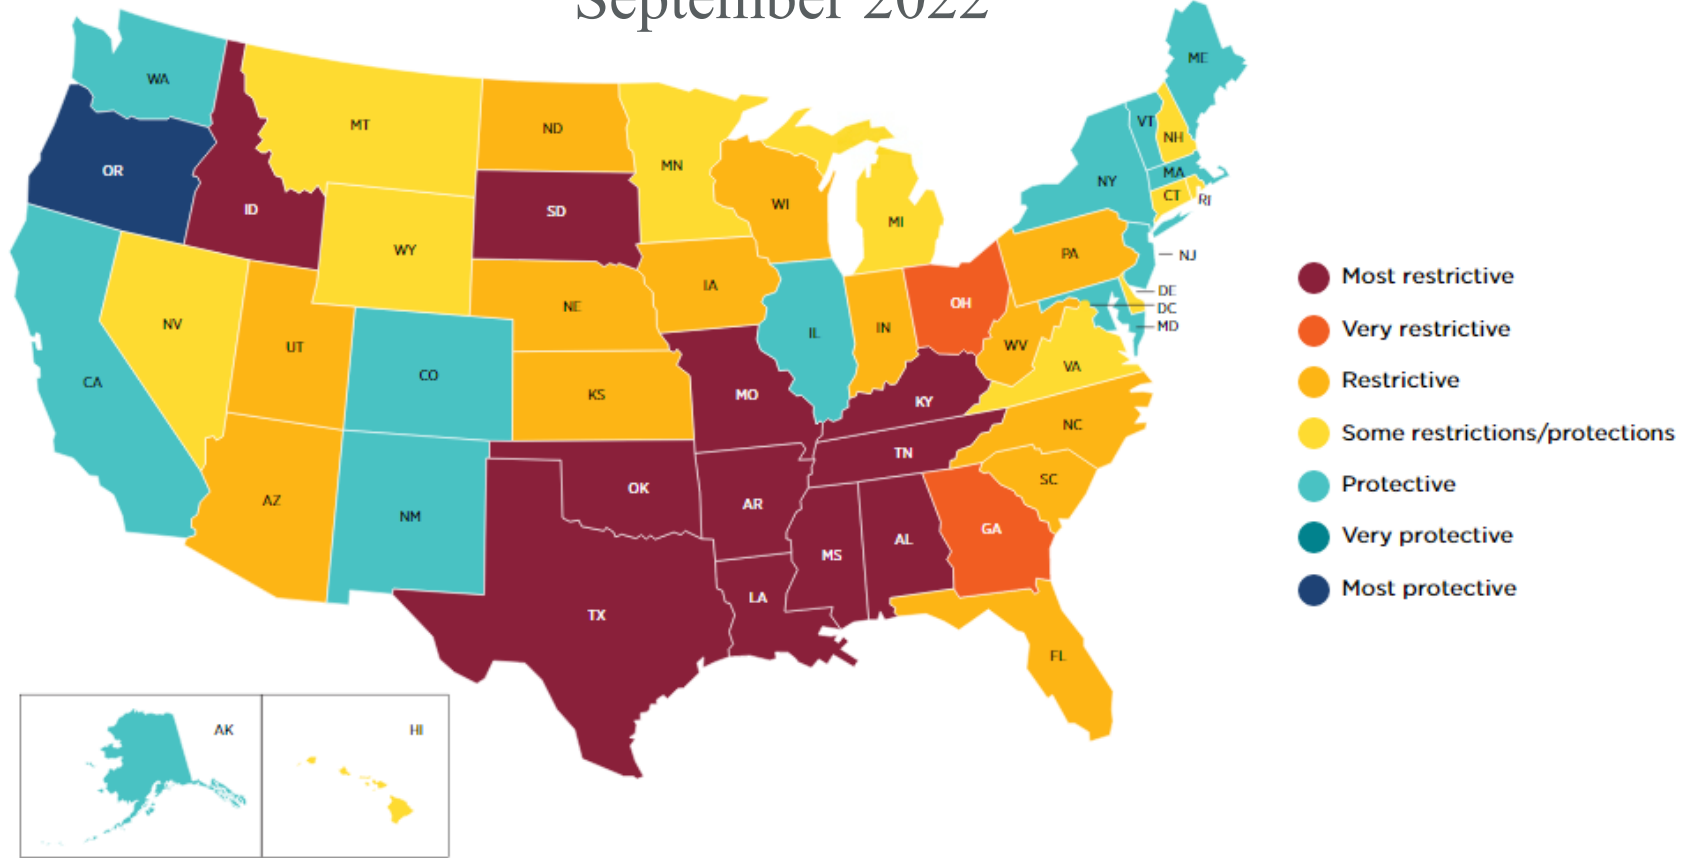 September 2022
WA
ME
MT
ND
VT
NH
MN
OR
MA
NY
CT
RI
ID
SD
WI
MI
WY
PA
NJ
IA
DE
NE
OH
DC
NV
IL
IN
MD
UT
WV
VA
CO
CA
KS
MO
KY
NC
TN
SC
OK
AZ
AR
NM
GA
MS
AL
LA
TX
FL
AK
HI
Most restrictive
Very restrictive
Restrictive
Some restrictions/protections
Protective
Very protective
Most protective